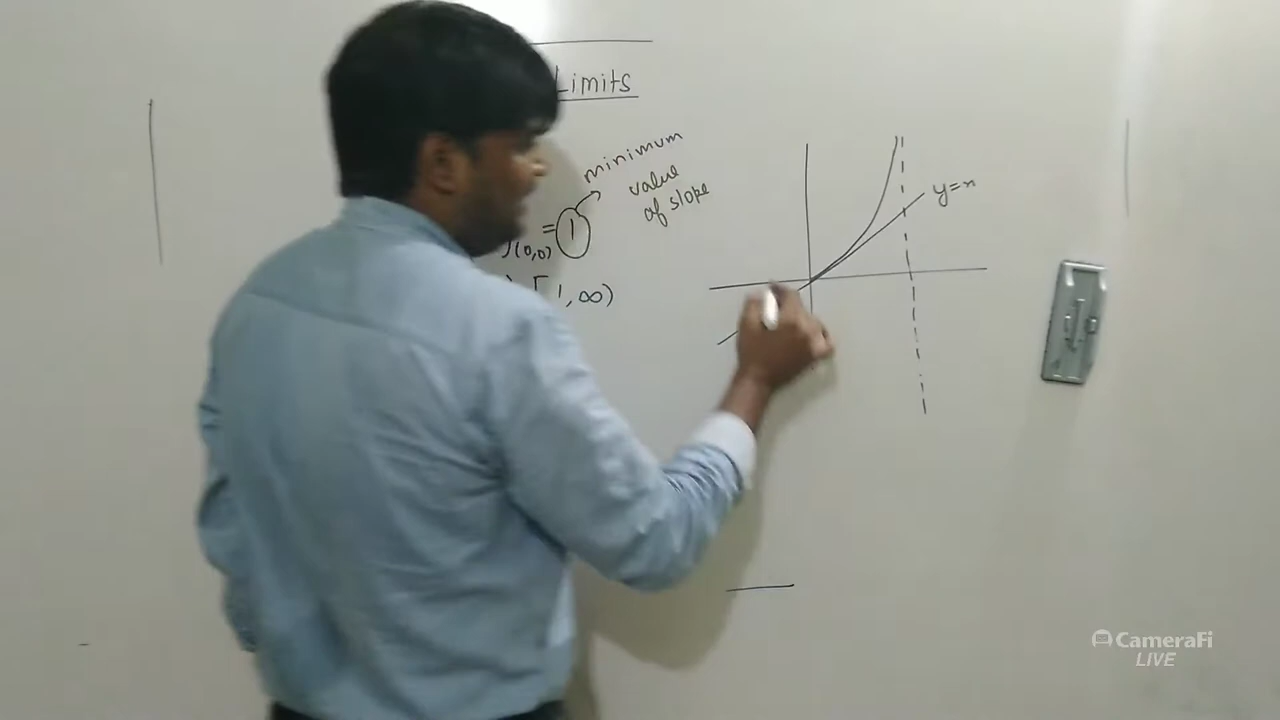 Limits
minimum
value
of slope
(0,0) = 1
[1,∞)
y=x
CameraFi
LIVE